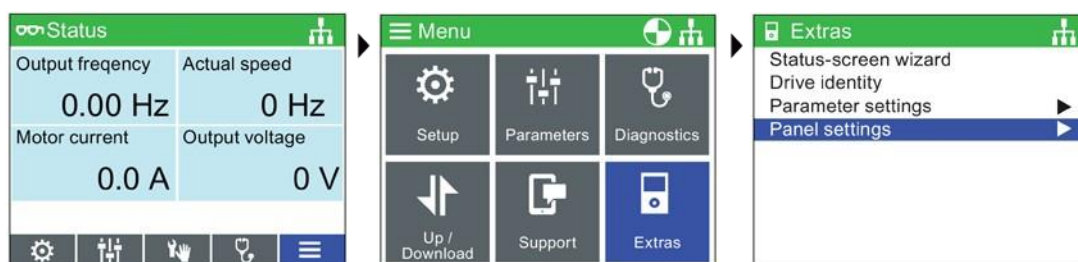 Status
Output freqency
Actual speed
0.00 Hz
0 Hz
Motor current
Output voltage
0.0 A
0 V
Menu
Setup
Parameters
Diagnostics
Up /
Download
Support
Extras
Extras
Status-screen wizard
Drive identity
Parameter settings
Panel settings